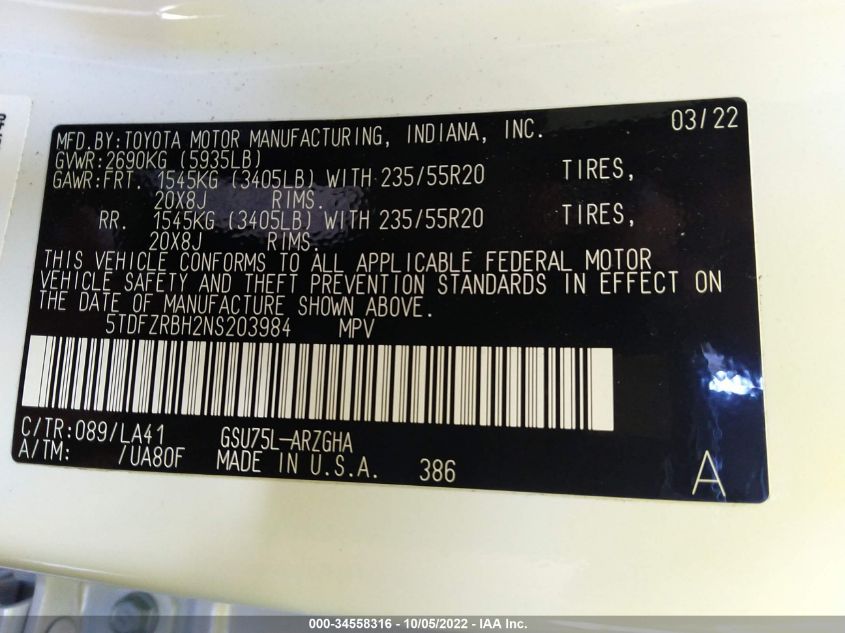 MFD.BY:TOYOTA MOTOR MANUFACTURING, INDIANA, INC. 03/22
GVWR:2690KG (5935LB)
GAWR:FRT. 1545KG (3405LB) WITH 235/55R20 TIRES,
20X8J RIMS.
RR. 1545KG (3405LB) WITH 235/55R20 TIRES,
20X8J RIMS.
THIS VEHICLE CONFORMS TO ALL APPLICABLE FEDERAL MOTOR
VEHICLE SAFETY AND THEFT PREVENTION STANDARDS IN EFFECT ON
THE DATE OF MANUFACTURE SHOWN ABOVE.
5TDFZRBH2NS203984 MPV
C/TR:089/LA41 GSU75L-ARZGHA
A/TM: /UA80F MADE IN U.S.A. 386 A
000-34558316 - 10/05/2022 - IAA Inc.